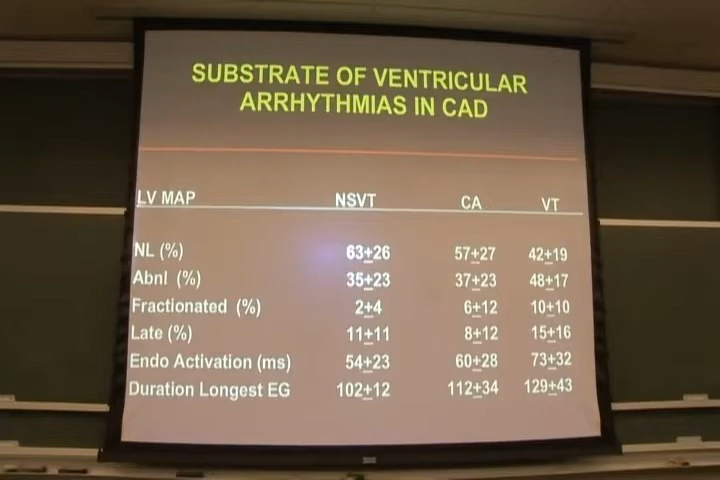 SUBSTRATE OF VENTRICULAR
ARRHYTHMIAS IN CAD
LV MAP NSVT CA VT
NL (%) 63±26 57±27 42±19
Abnl (%) 35±23 37±23 48±17
Fractionated (%) 2±4 6±12 10±10
Late (%) 11±11 8±12 15±16
Endo Activation (ms) 54±23 60±28 73±32
Duration Longest EG 102±12 112±34 129±43